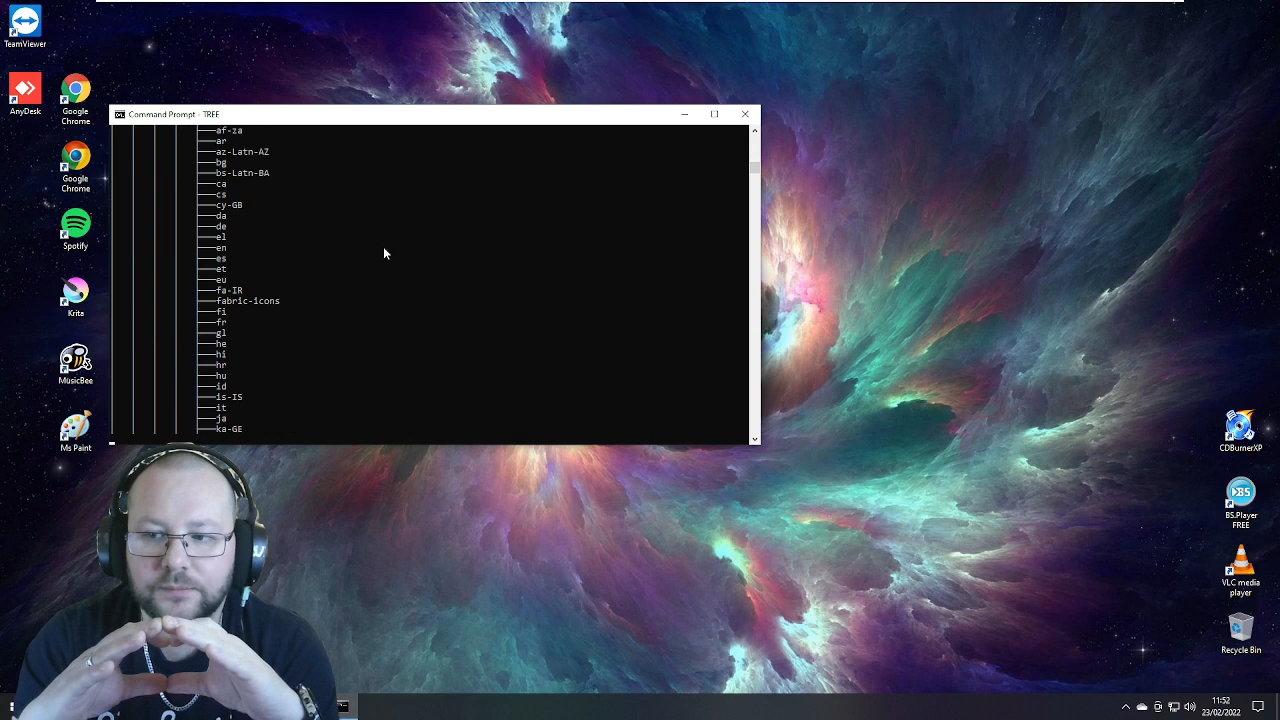 TeamViewer
AnyDesk
Google
Chrome
Google
Chrome
Spotify
Krita
MusicBee
Ms Paint
Command Prompt - TREE
af-za
ar
az-Latn-AZ
bg
bs-Latn-BA
ca
cs
cy-GB
da
de
el
en
es
et
eu
fa-IR
fabric-icons
fi
fr
gl
he
hi
hr
hu
id
is-IS
it
ja
ka-GE
CDBurnerXP
BS
BS.Player
FREE
VLC media
player
Recycle Bin
11:52
23/02/2022